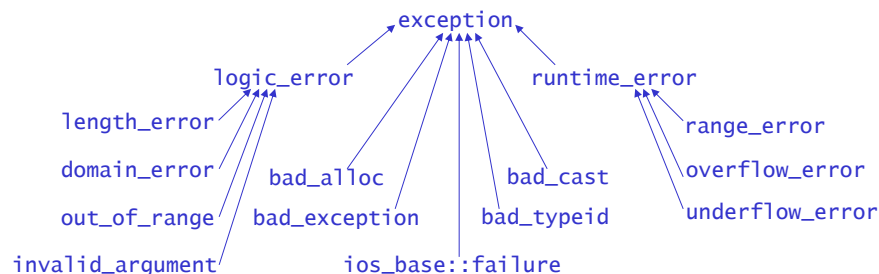 exception
logic_error runtime_error
length_error range_error
domain_error bad_alloc bad_cast overflow_error
out_of_range bad_exception bad_typeid underflow_error
invalid_argument ios_base::failure